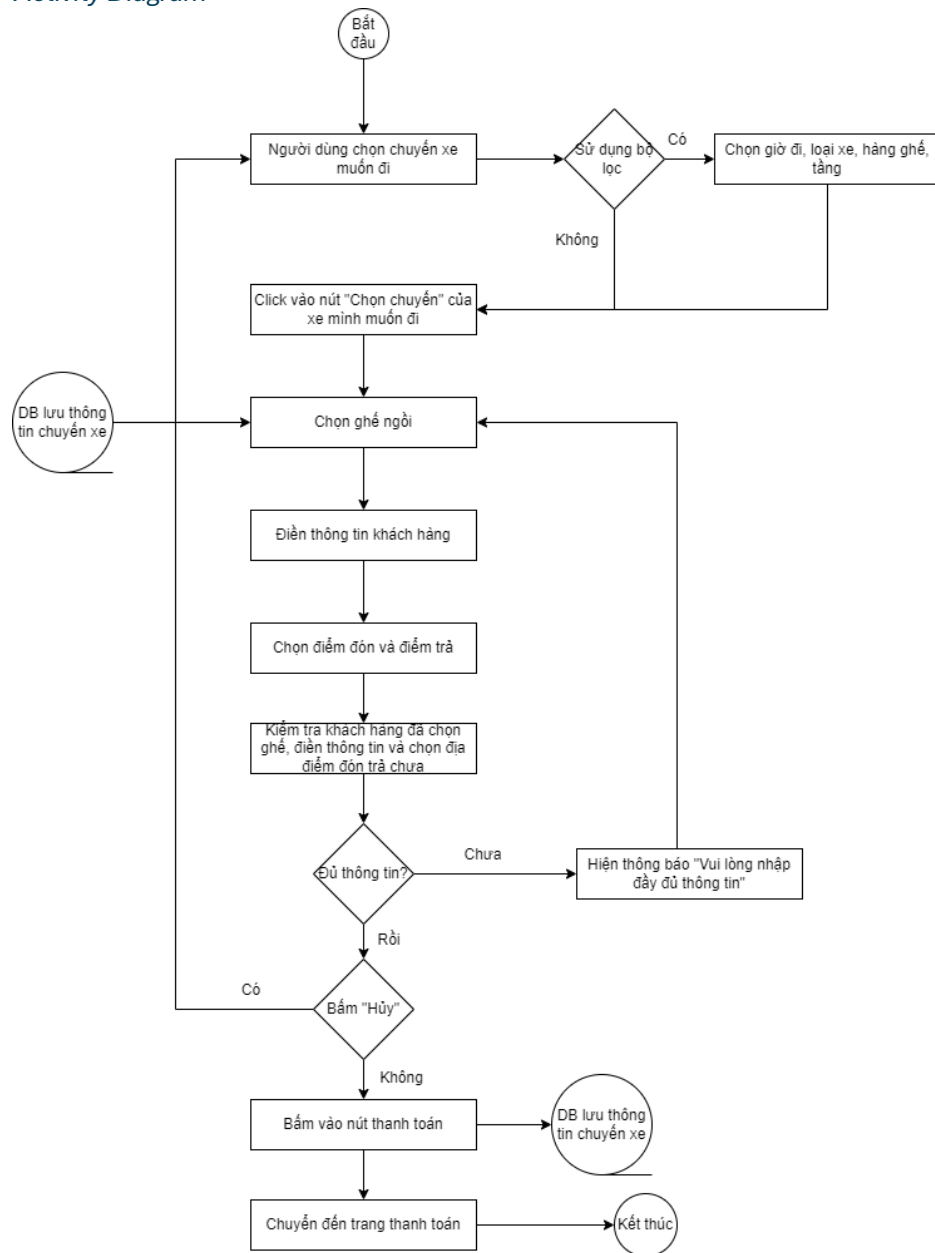 Activity Diagram
Bắt
đầu
Người dùng chọn chuyến xe
muốn đi
Sử dụng bộ
lọc
Có
Chọn giờ đi, loại xe, hàng ghế,
tầng
Không
Click vào nút "Chọn chuyến" của
xe mình muốn đi
DB lưu thông
tin chuyến xe
Chọn ghế ngồi
Điền thông tin khách hàng
Chọn điểm đón và điểm trả
Kiểm tra khách hàng đã chọn
ghế, điền thông tin và chọn địa
điểm đón trả chưa
Đủ thông tin?
Chưa
Hiện thông báo "Vui lòng nhập
đầy đủ thông tin"
Rồi
Có
Bấm "Hủy"
Không
Bấm vào nút thanh toán
DB lưu thông
tin chuyến xe
Chuyển đến trang thanh toán
Kết thúc